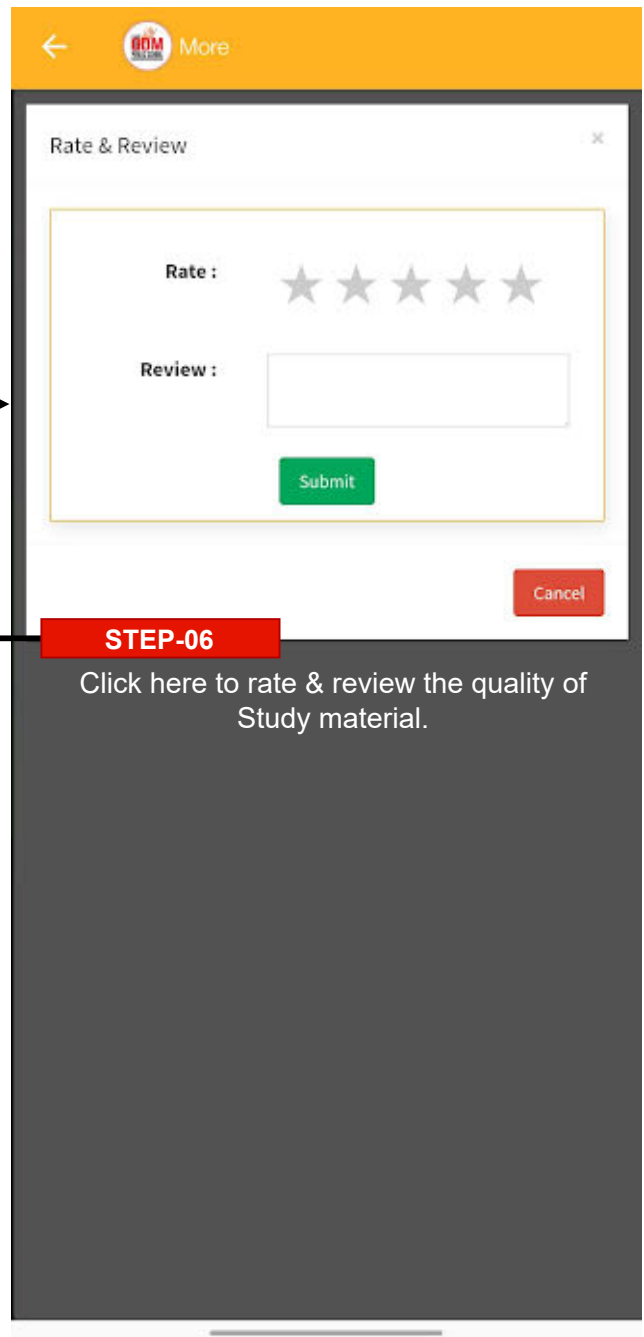 More
Rate & Review ×
Rate :
Review :
Submit
Cancel
STEP-06
Click here to rate & review the quality of
Study material.